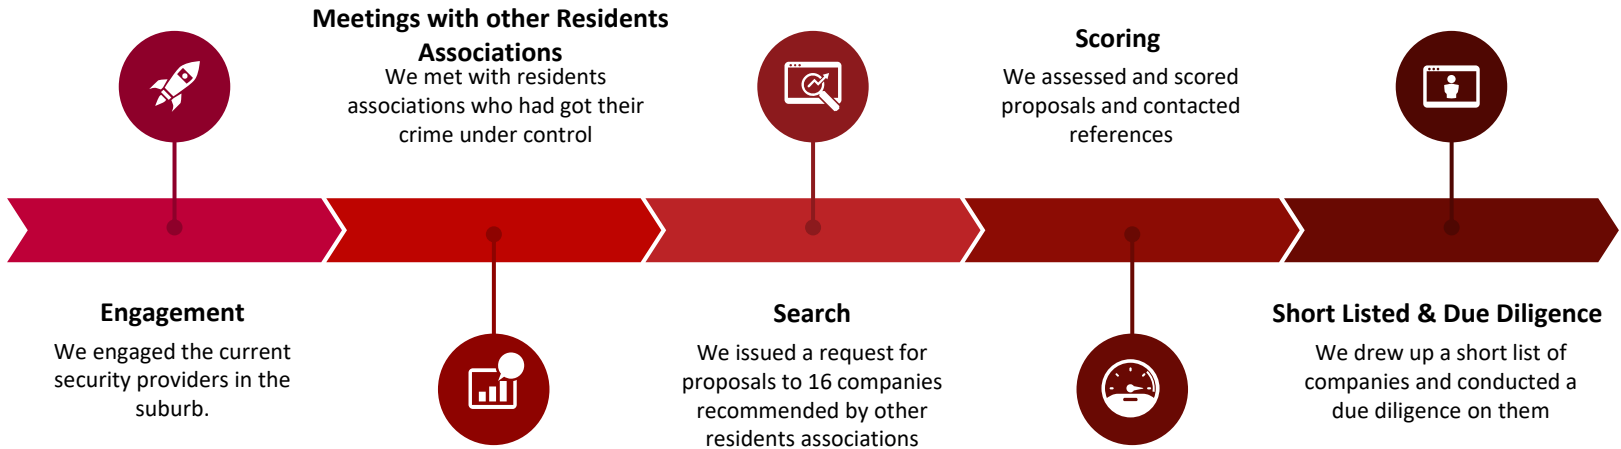 Engagement
We engaged the current
security providers in the
suburb.
Meetings with other Residents
Associations
We met with residents
associations who had got their
crime under control
Search
We issued a request for
proposals to 16 companies
recommended by other
residents associations
Scoring
We assessed and scored
proposals and contacted
references
Short Listed & Due Diligence
We drew up a short list of
companies and conducted a
due diligence on them